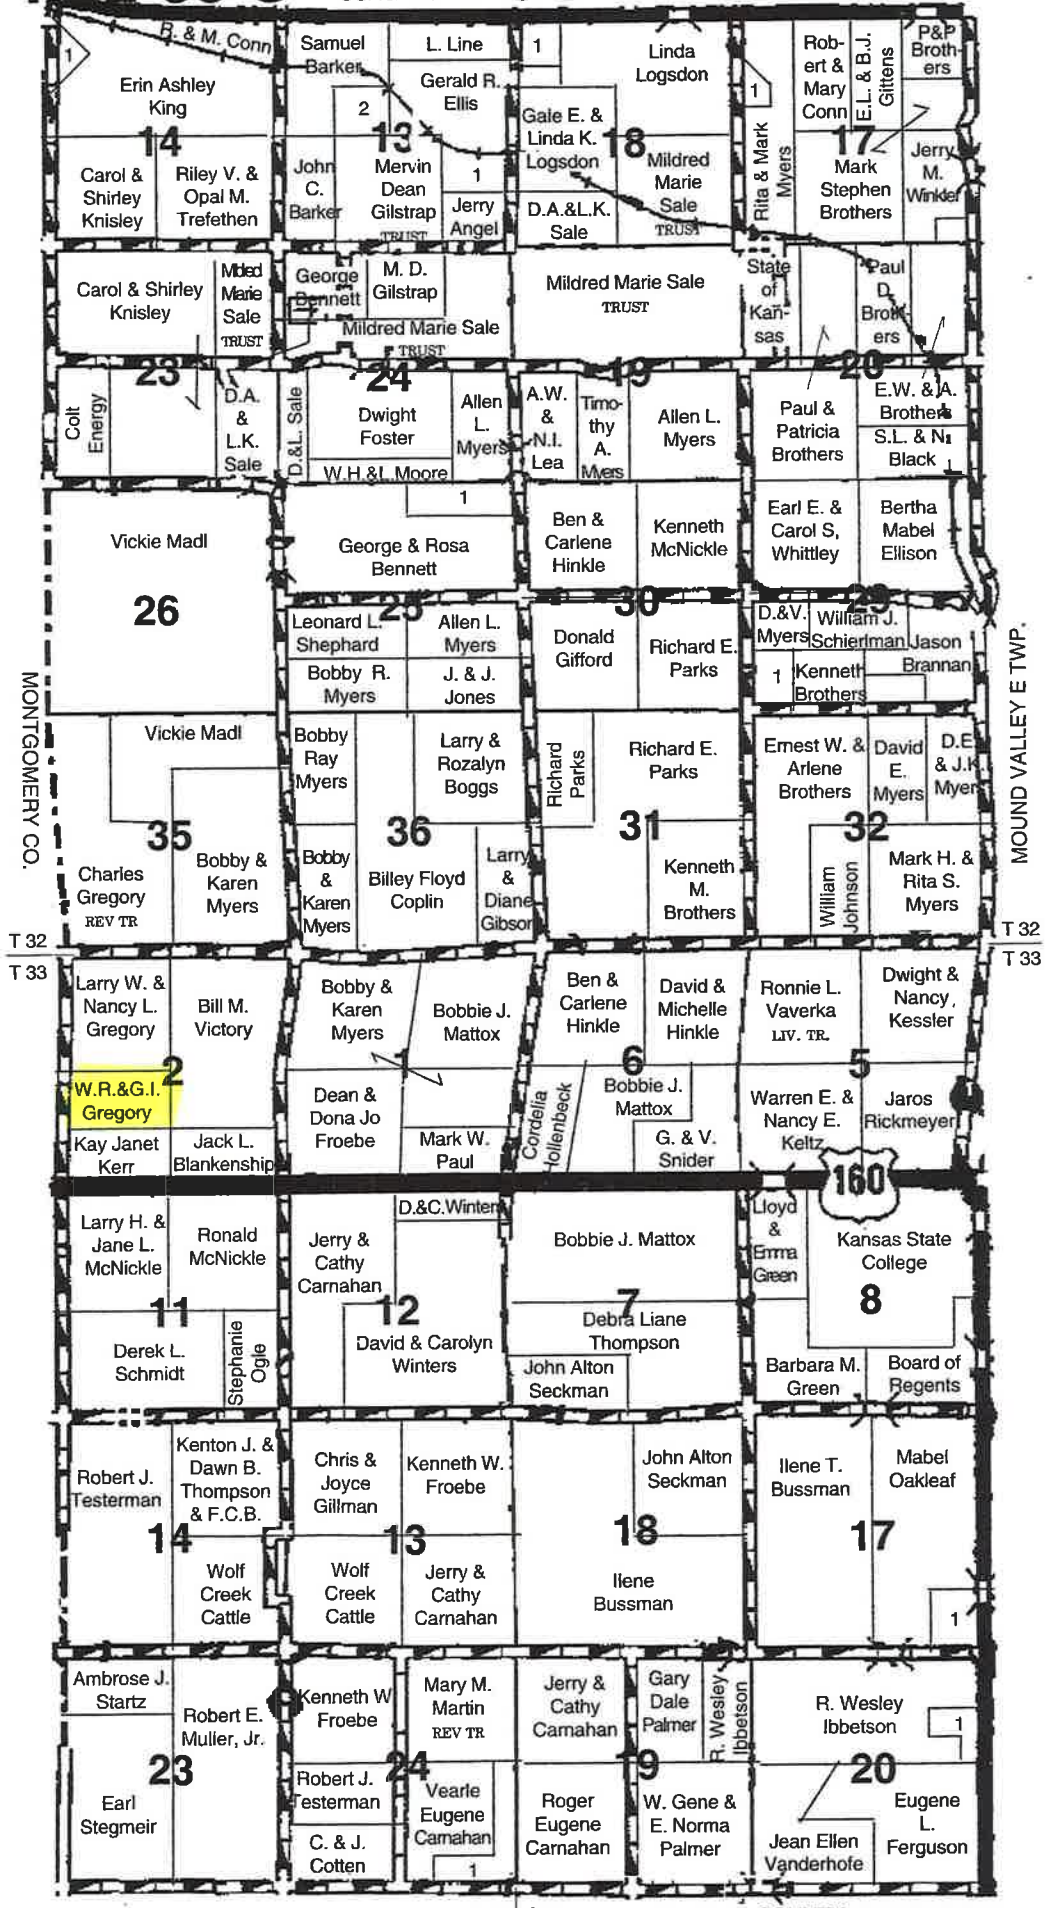 R. & M. Conn
1
Erin Ashley
King
14
Carol &
Shirley
Knisley
Riley V. &
Opal M.
Trefethen
Samuel
Barker
L. Line
Gerald R.
Ellis
2
13
John
C.
Barker
Mervin
Dean
Gilstrap
TRUST
1
Jerry
Angel
1
Linda
Logsdon
Gale E. &
Linda K.
Logsdon
18
Mildred
Marie
Sale
TRUST
D.A.&L.K.
Sale
1
Rita & Mark
Myers
Rob-
ert &
Mary
Conn
E.L. & B.J.
Gittens
P&P
Broth-
ers
17
Mark
Stephen
Brothers
Jerry
M.
Winkler
Carol & Shirley
Knisley
Mildred
Marie
Sale
TRUST
23
Colt
Energy
D.A.
&
L.K.
Sale
George
Bennett
M. D.
Gilstrap
Mildred Marie Sale
TRUST
24
D.&L. Sale
Dwight
Foster
W.H.&L.Moore
Allen
L.
Myers
Mildred Marie Sale
TRUST
19
A.W.
&
N.I.
Lea
Timo-
thy
A.
Myers
Allen L.
Myers
State
of
Kan-
sas
Paul
D.
Broth-
ers
20
Paul &
Patricia
Brothers
E.W. & A.
Brothers
S.L. & N.
Black
Vickie Madl
26
1
George & Rosa
Bennett
25
Leonard L.
Shephard
Allen L.
Myers
Bobby R.
Myers
J. & J.
Jones
Ben &
Carlene
Hinkle
Kenneth
McNickle
30
Donald
Gifford
Richard E.
Parks
Earl E. &
Carol S,
Whittley
Bertha
Mabel
Ellison
29
D.&V.
Myers
William J.
Schierlman
Jason
Brannan
1
Kenneth
Brothers
MONTGOMERY CO.
MOUND VALLEY E TWP.
Vickie Madl
35
Charles
Gregory
REV TR
Bobby &
Karen
Myers
Bobby
Ray
Myers
Larry &
Rozalyn
Boggs
36
Bobby
&
Karen
Myers
Billey Floyd
Coplin
Larry
&
Diane
Gibson
Richard
Parks
Richard E.
Parks
31
Kenneth
M.
Brothers
Ernest W. &
Arlene
Brothers
David
E.
Myers
D.E.
& J.K.
Myer
32
William
Johnson
Mark H. &
Rita S.
Myers
T 32
T 33
T 32
T 33
Larry W. &
Nancy L.
Gregory
Bill M.
Victory
2
W.R.&G.I.
Gregory
Kay Janet
Kerr
Jack L.
Blankenship
Bobby &
Karen
Myers
Bobbie J.
Mattox
1
Dean &
Dona Jo
Froebe
Mark W.
Paul
Ben &
Carlene
Hinkle
David &
Michelle
Hinkle
6
Cordelia
Hollenbeck
Bobbie J.
Mattox
G. & V.
Snider
Ronnie L.
Vaverka
LIV. TR.
Dwight &
Nancy
Kessler
5
Warren E. &
Nancy E.
Keltz
Jaros
Rickmeyer
160
Larry H. &
Jane L.
McNickle
Ronald
McNickle
11
Derek L.
Schmidt
Stephanie
Ogle
D.&C.Winters
Jerry &
Cathy
Carnahan
12
David & Carolyn
Winters
Bobbie J. Mattox
7
Debra Liane
Thompson
John Alton
Seckman
Lloyd
&
Emma
Green
Kansas State
College
8
Barbara M.
Green
Board of
Regents
Robert J.
Testerman
Kenton J. &
Dawn B.
Thompson
& F.C.B.
14
Wolf
Creek
Cattle
Chris &
Joyce
Gillman
Kenneth W.
Froebe
13
Wolf
Creek
Cattle
Jerry &
Cathy
Carnahan
John Alton
Seckman
18
Ilene
Bussman
Ilene T.
Bussman
Mabel
Oakleaf
17
1
Ambrose J.
Startz
Robert E.
Muller, Jr.
23
Earl
Stegmeir
Kenneth W
Froebe
Mary M.
Martin
REV TR
24
Robert J.
Testerman
Vearle
Eugene
Carnahan
C. & J.
Cotten
1
Jerry &
Cathy
Carnahan
Gary
Dale
Palmer
R. Wesley
Ibbetson
19
Roger
Eugene
Carnahan
W. Gene &
E. Norma
Palmer
R. Wesley
Ibbetson
1
20
Jean Ellen
Vanderhofe
Eugene
L.
Ferguson